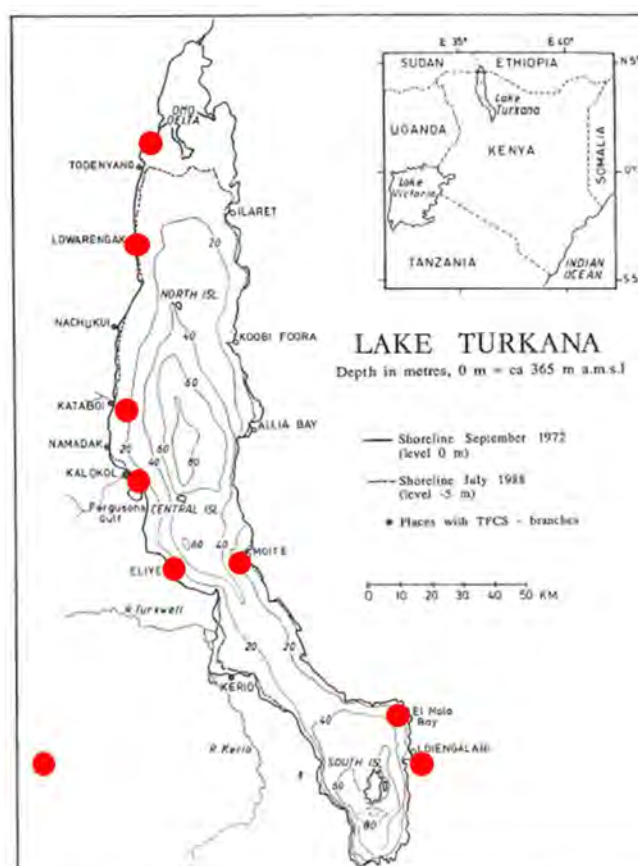 E 35° E 40°
SUDAN ETHIOPIA N5°
Lake
Turkana
UGANDA
KENYA
SOMALIA
0°
Lake
Victoria
TANZANIA
INDIAN
OCEAN
S5°
OMO
DELTA
TODENYANG
ILARET
LOWARENGAK
20
NORTH ISL.
NACHUKUI
40
KOOBI FOORA
60
KATABOI
ALLIA BAY
NAMADAK
20
60
40
80
KALOKOL
Fergusons
Gulf
CENTRAL ISL.
60
40
MOITE
ELIYE
R. Turkwell
20
20
KERIO
40
El Molo
Bay
R. Kerio
LOIENGALANI
SOUTH ISL.
60
80
LAKE TURKANA
Depth in metres, 0 m = ca 365 m a.m.s.l
Shoreline September 1972
(level 0 m)
Shoreline July 1988
(level -5 m)
Places with TFCS - branches
0 10 20 30 40 50 KM